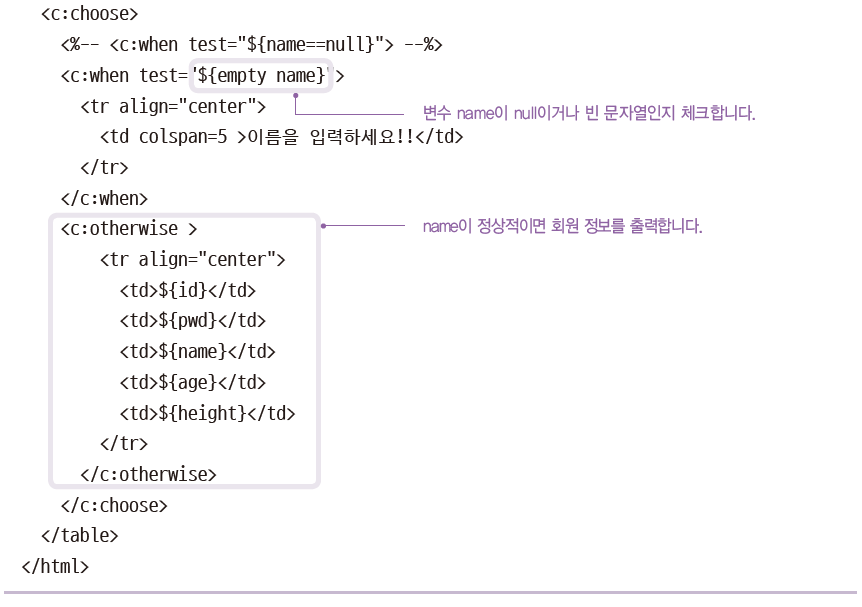 <c:choose>
<%-- <c:when test="${name==null}"> --%>
<c:when test="${empty name}">
변수 name이 null이거나 빈 문자열인지 체크합니다.
<tr align="center">
<td colspan=5 >이름을 입력하세요!!</td>
</tr>
</c:when>
<c:otherwise >
name이 정상적이면 회원 정보를 출력합니다.
<tr align="center">
<td>${id}</td>
<td>${pwd}</td>
<td>${name}</td>
<td>${age}</td>
<td>${height}</td>
</tr>
</c:otherwise>
</c:choose>
</table>
</html>